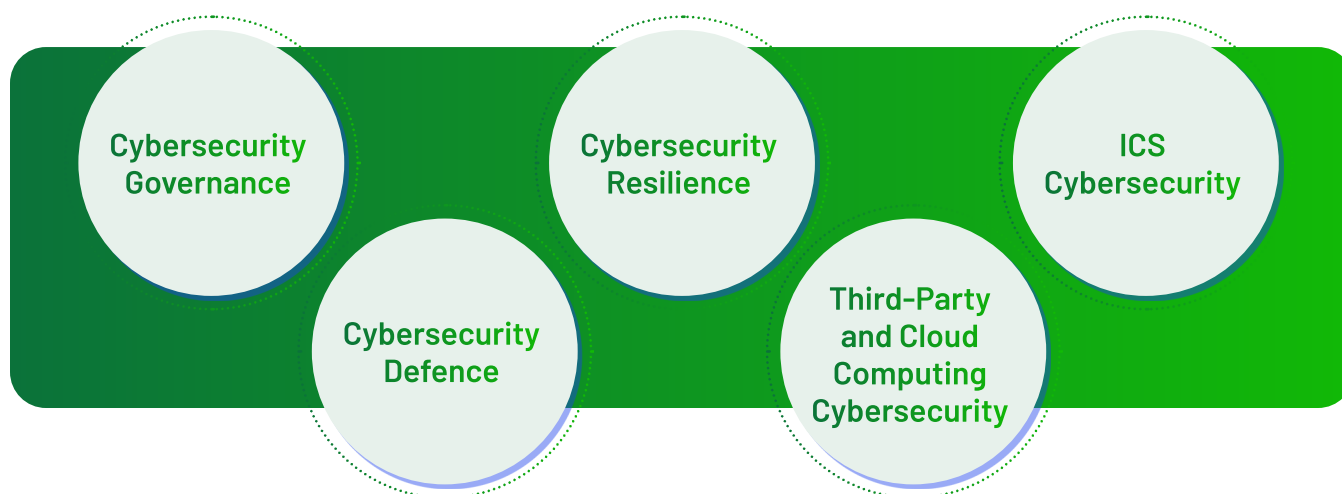 Cybersecurity
Governance
Cybersecurity
Defence
Cybersecurity
Resilience
Third-Party
and Cloud
Computing
Cybersecurity
ICS
Cybersecurity